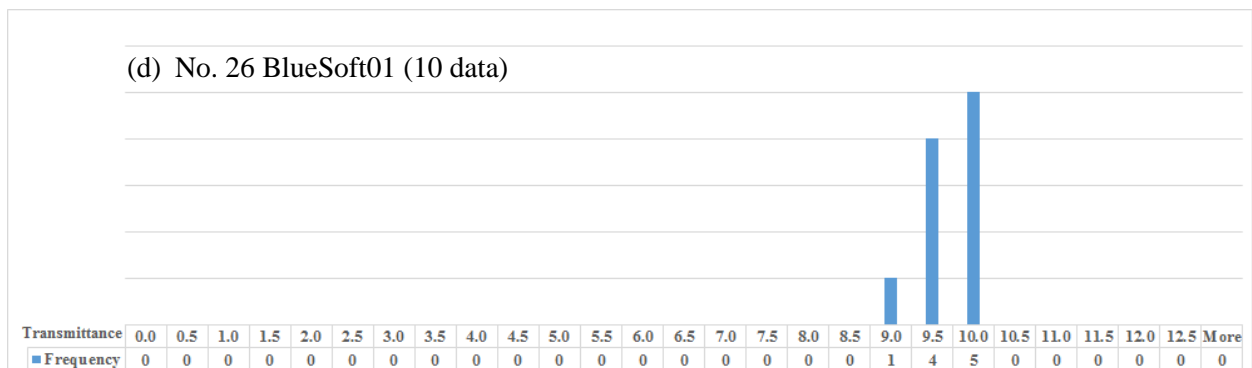 (d) No. 26 BlueSoft01 (10 data)
Transmittance 0.0 0.5 1.0 1.5 2.0 2.5 3.0 3.5 4.0 4.5 5.0 5.5 6.0 6.5 7.0 7.5 8.0 8.5 9.0 9.5 10.0 10.5 11.0 11.5 12.0 12.5 More
Frequency 0 0 0 0 0 0 0 0 0 0 0 0 0 0 0 0 0 0 1 4 5 0 0 0 0 0 0